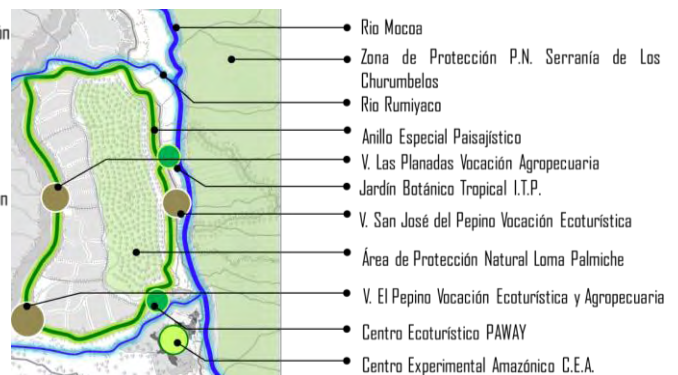 Rio Mocoa
Zona de Protección P.N. Serranía de Los
Churumbelos
Rio Rumiyaco
Anillo Especial Paisajístico
V. Las Planadas Vocación Agropecuaria
Jardín Botánico Tropical I.T.P.
V. San José del Pepino Vocación Ecoturística
Área de Protección Natural Loma Palmiche
V. El Pepino Vocación Ecoturística y Agropecuaria
Centro Ecoturístico PAWAY
Centro Experimental Amazónico C.E.A.